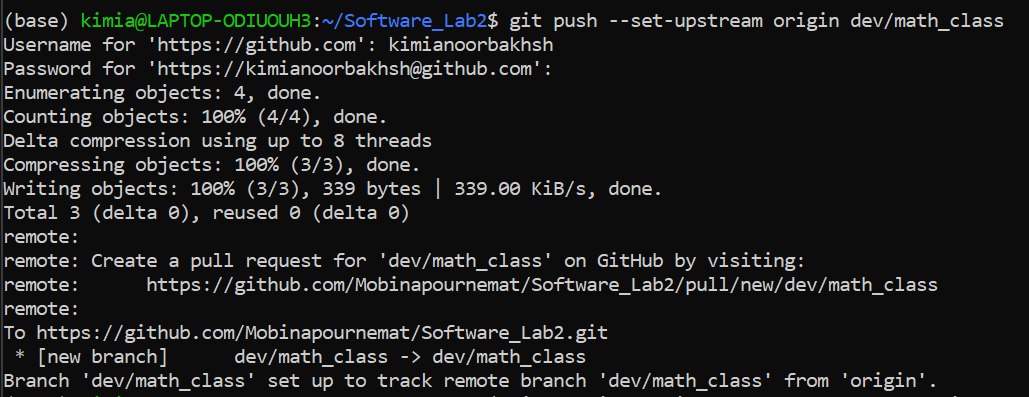 (base) kimia@LAPTOP-ODIUOUH3:~/Software_Lab2$ git push --set-upstream origin dev/math_class
Username for 'https://github.com': kimianoorbakhsh
Password for 'https://kimianoorbakhsh@github.com':
Enumerating objects: 4, done.
Counting objects: 100% (4/4), done.
Delta compression using up to 8 threads
Compressing objects: 100% (3/3), done.
Writing objects: 100% (3/3), 339 bytes | 339.00 KiB/s, done.
Total 3 (delta 0), reused 0 (delta 0)
remote:
remote: Create a pull request for 'dev/math_class' on GitHub by visiting:
remote:      https://github.com/Mobinapournemat/Software_Lab2/pull/new/dev/math_class
remote:
To https://github.com/Mobinapournemat/Software_Lab2.git
 * [new branch]      dev/math_class -> dev/math_class
Branch 'dev/math_class' set up to track remote branch 'dev/math_class' from 'origin'.